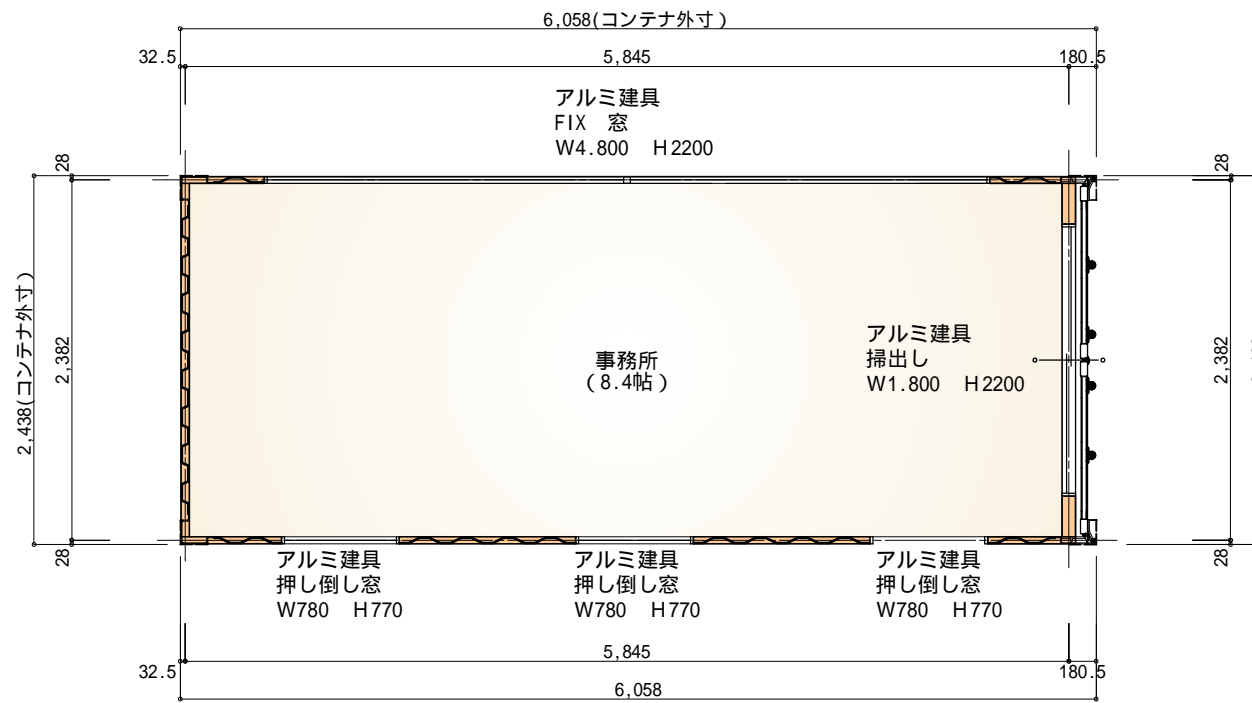 6,058(コンテナ外寸)
32.5
5,845
180.5
アルミ建具
FIX 窓
W4.800 H2200
28
28
2,438(コンテナ外寸)
2,382
事務所
(8.4帖)
アルミ建具
掃出し
W1.800 H2200
2,382
28
28
アルミ建具
押し倒し窓
W780 H770
アルミ建具
押し倒し窓
W780 H770
アルミ建具
押し倒し窓
W780 H770
32.5
5,845
180.5
6,058